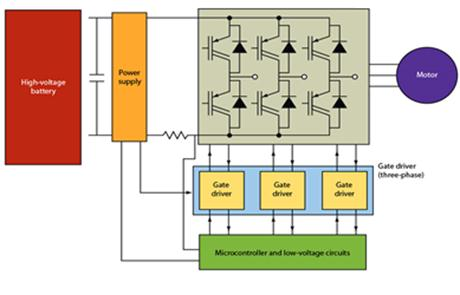 High-voltage
battery
Power
supply
Motor
Gate driver
(three-phase)
Gate
driver
Gate
driver
Gate
driver
Microcontroller and low-voltage circuits